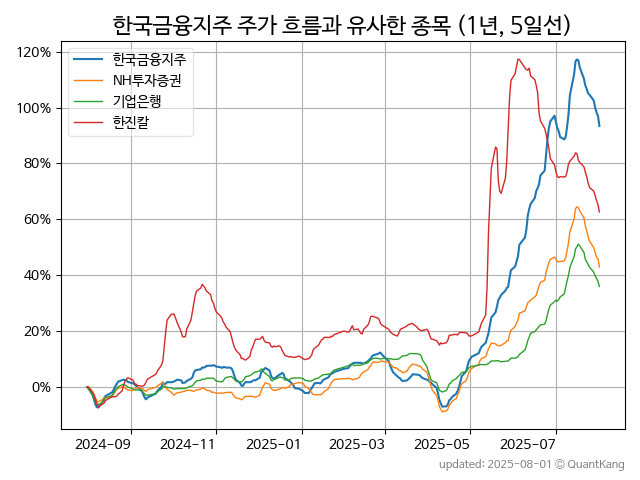 한국금융지주 주가 흐름과 유사한 종목 (1년, 5일선)
120%
100%
80%
60%
40%
20%
0%
한국금융지주
NH투자증권
기업은행
한진칼
2024-09
2024-11
2025-01
2025-03
2025-05
2025-07
updated: 2025-08-01 © QuantKang